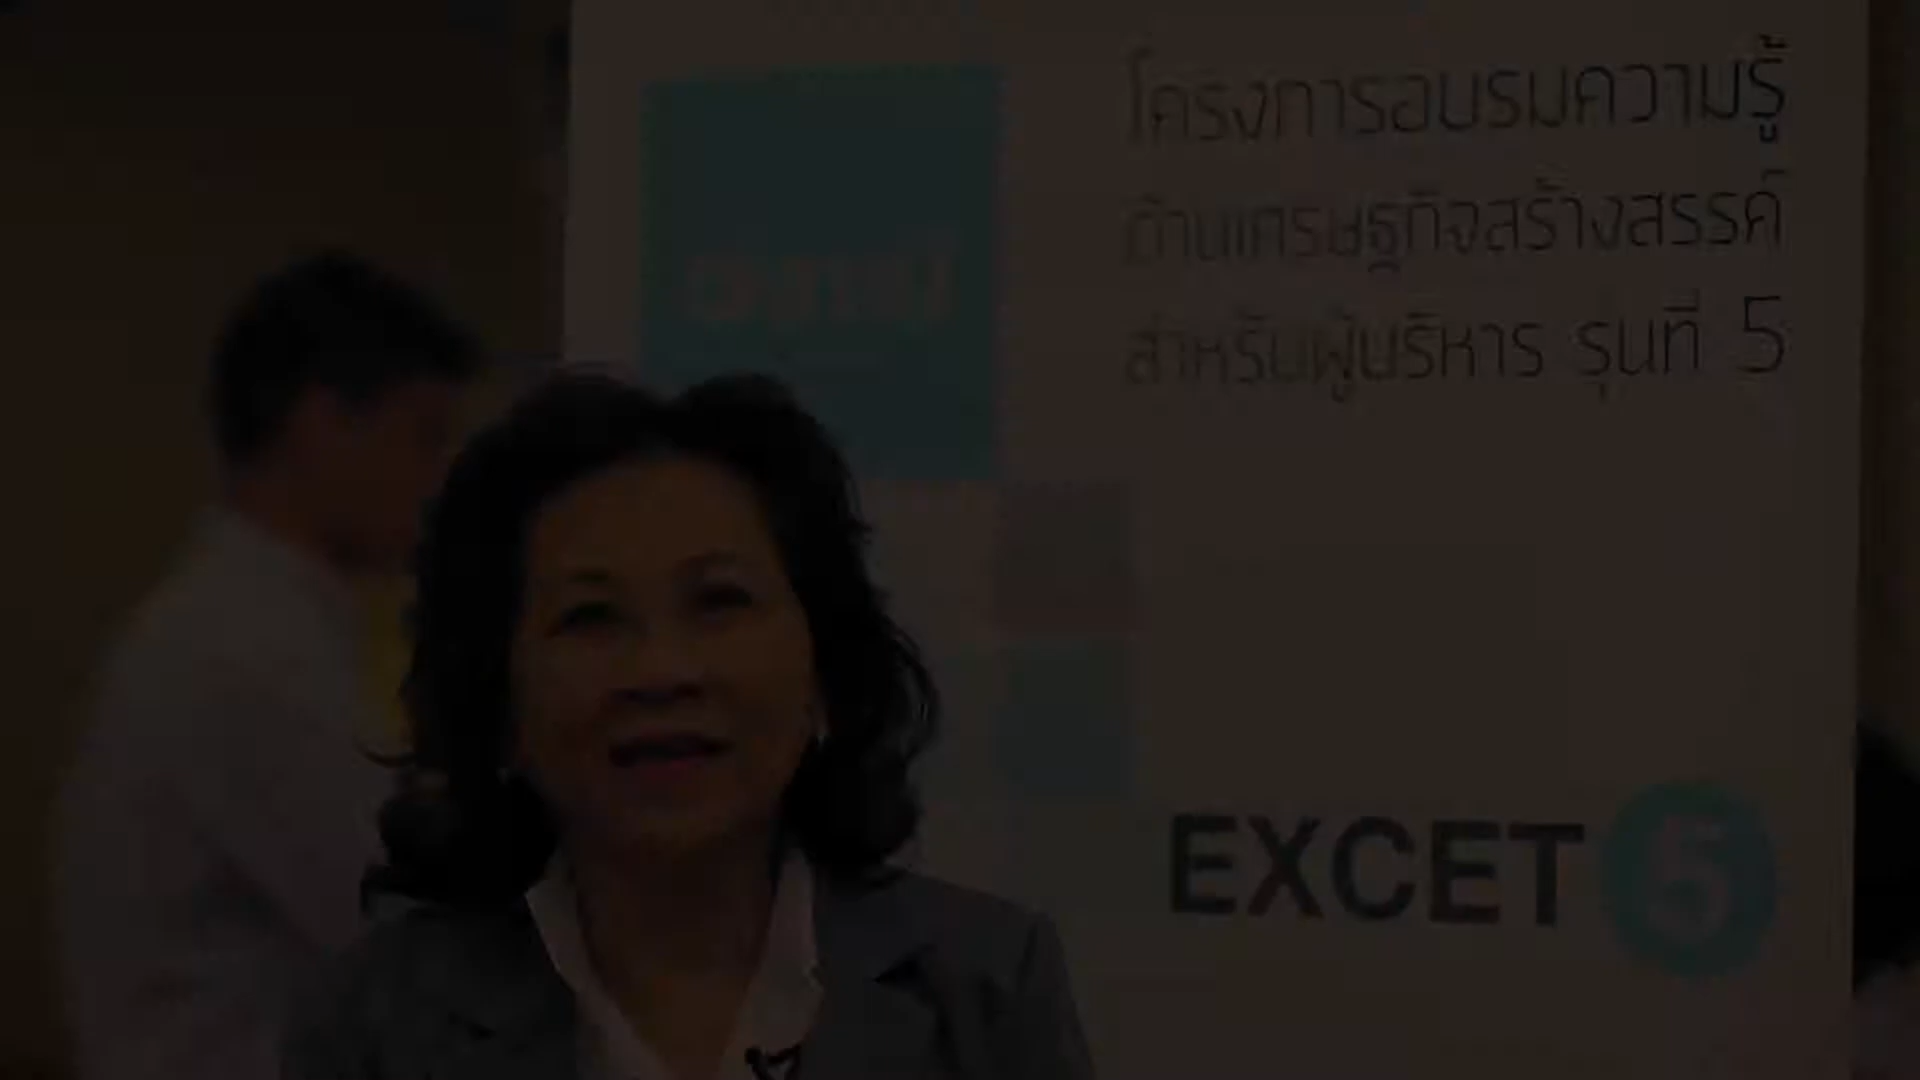 โครงการอบรมความรู้
ด้านเศรษฐกิจสร้างสรรค์
สำหรับผู้บริหาร รุ่นที่ 5
EXCET 5